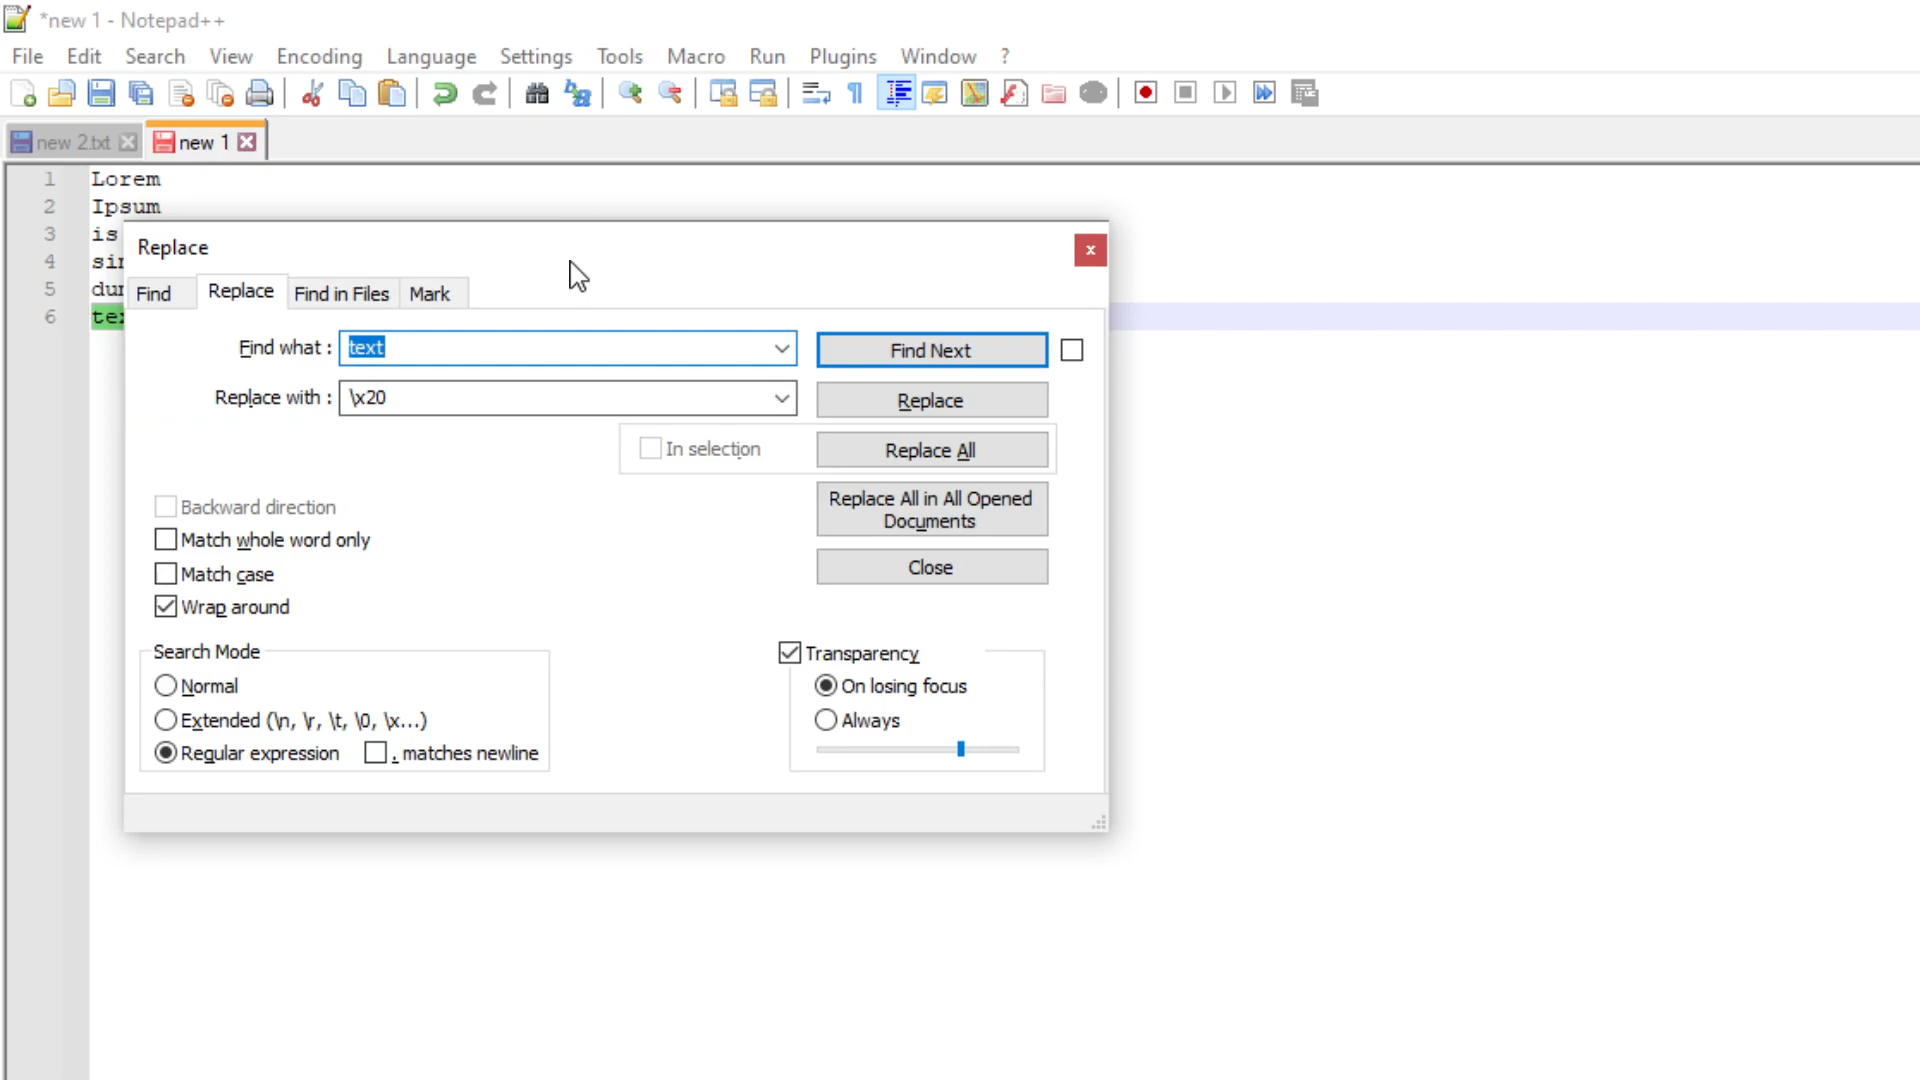 *new 1 - Notepad++
File Edit Search View Encoding Language Settings Tools Macro Run Plugins Window ?
new 2.txt new 1
1 Lorem
2 Ipsum
3 is
4
5
6
Replace
Find Replace Find in Files Mark
Find what : text Find Next
Replace with : \x20 Replace
In selection Replace All
Replace All in All Opened
Documents
Close
Backward direction
Match whole word only
Match case
Wrap around
Search Mode
Normal
Extended (\n, \r, \t, \0, \x...)
Regular expression . matches newline
Transparency
On losing focus
Always